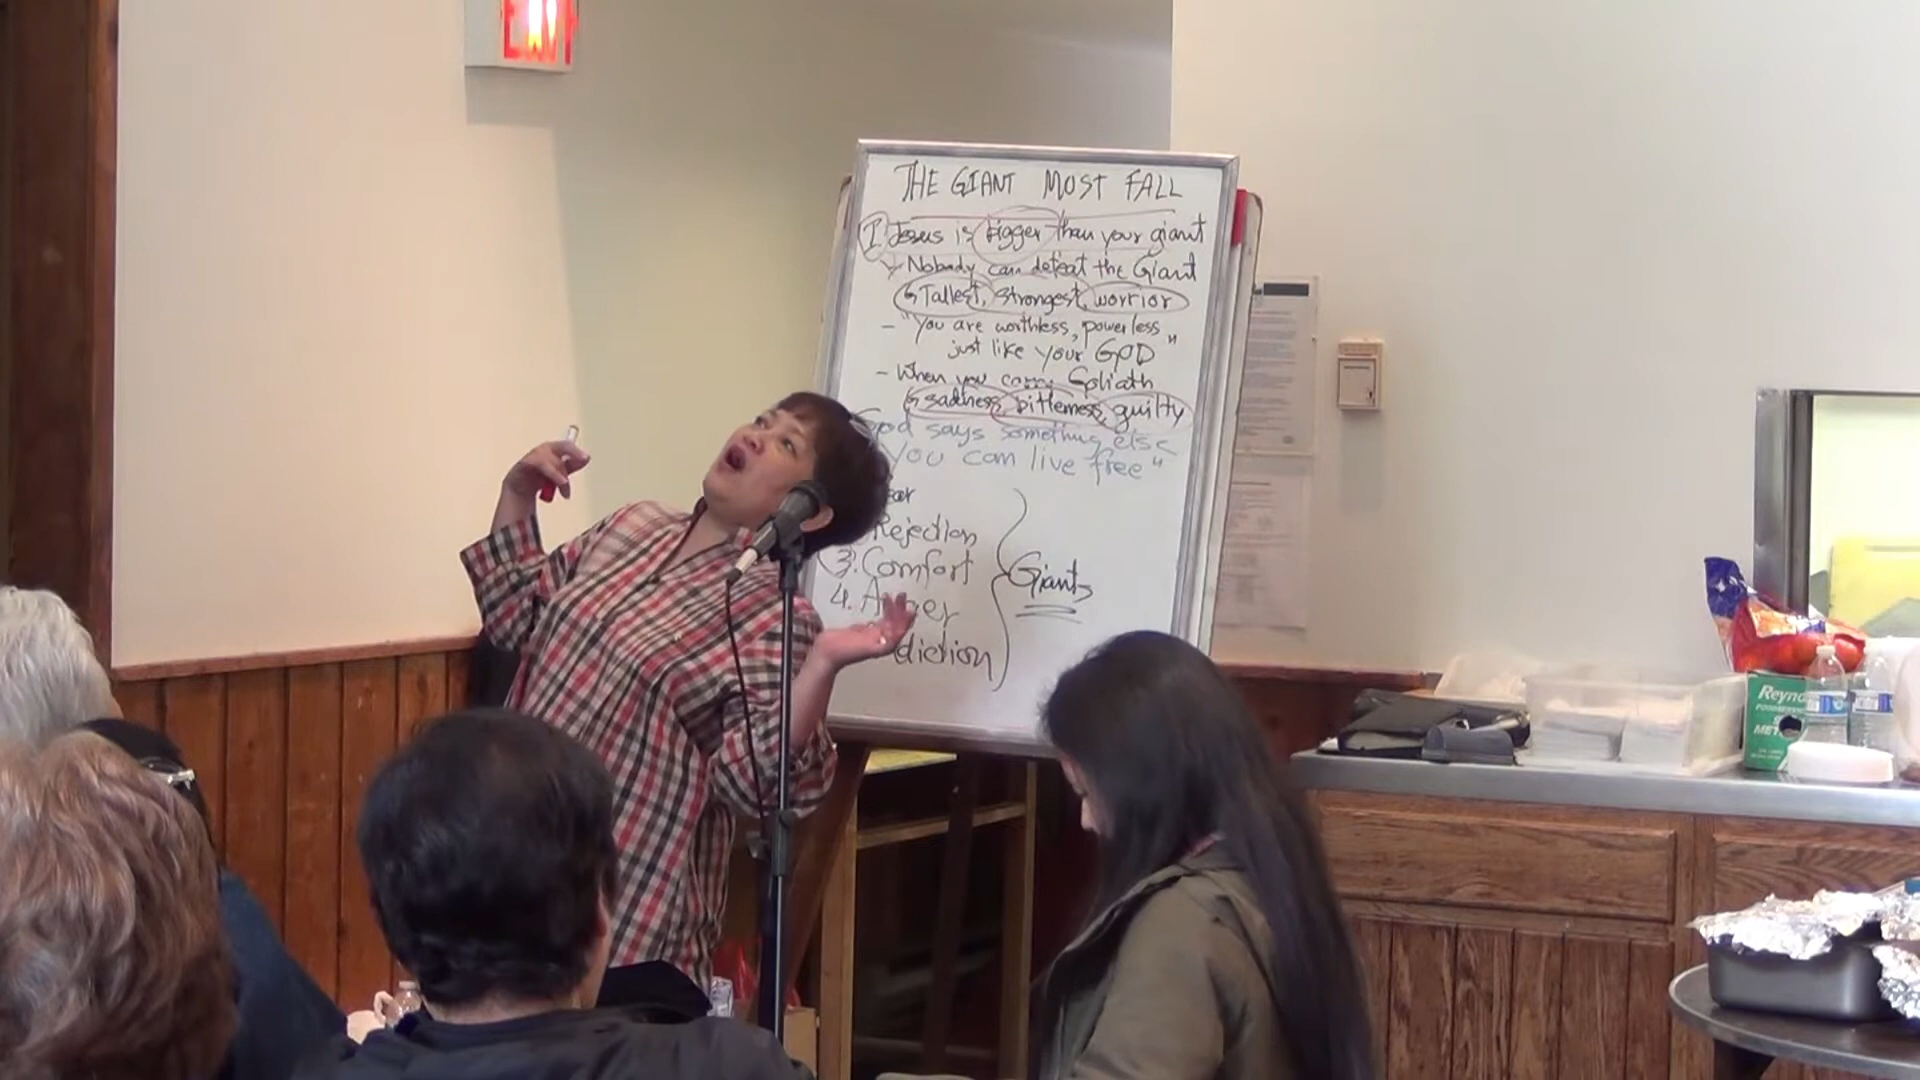 EXIT
THE GIANT MOST FALL
I Jesus is bigger than your giant
Nobody can defeat the Giant
Tallest, strongest, worrior
- "You are worthless, powerless
just like your GOD"
- When you carry Goliath
sadness, bitterness, guilty
God says something else
You can live free"
Rejection
3. Comfort
4.
Giants
Reyno
FOODSERVICE
MET